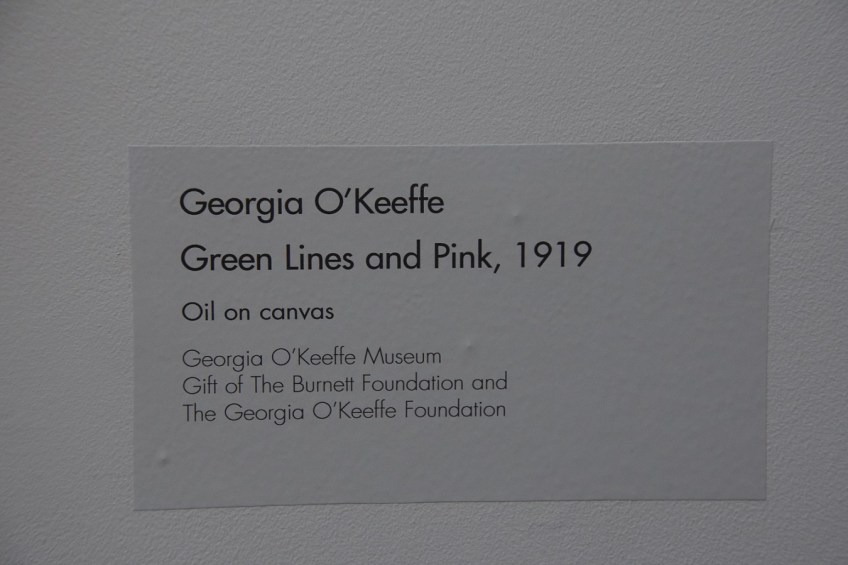 Georgia O'Keeffe
Green Lines and Pink, 1919
Oil on canvas
Georgia O'Keeffe Museum
Gift of The Burnett Foundation and
The Georgia O'Keeffe Foundation